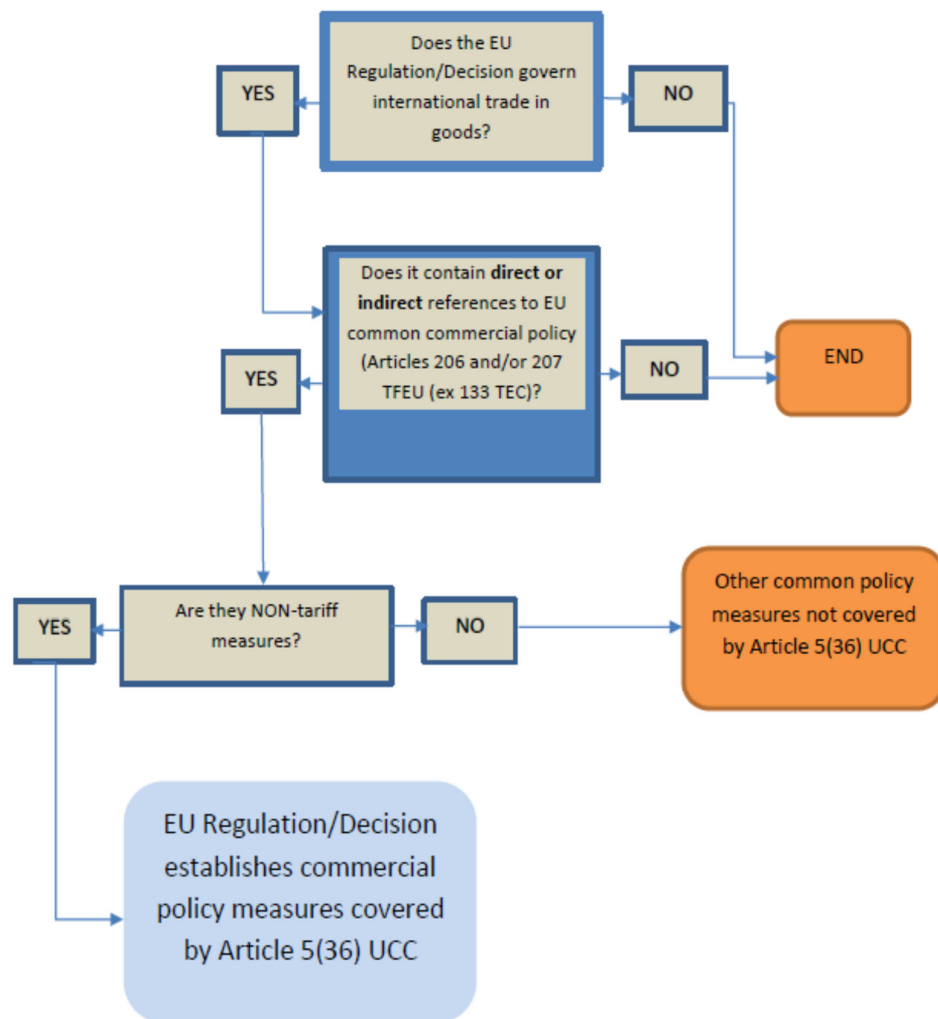 Does the EU
Regulation/Decision govern
international trade in
goods?
YES
NO
Does it contain direct or
indirect references to EU
common commercial policy
(Articles 206 and/or 207
TFEU (ex 133 TEC)?
YES
NO
END
Are they NON-tariff
measures?
YES
NO
Other common policy
measures not covered
by Article 5(36) UCC
EU Regulation/Decision
establishes commercial
policy measures covered
by Article 5(36) UCC